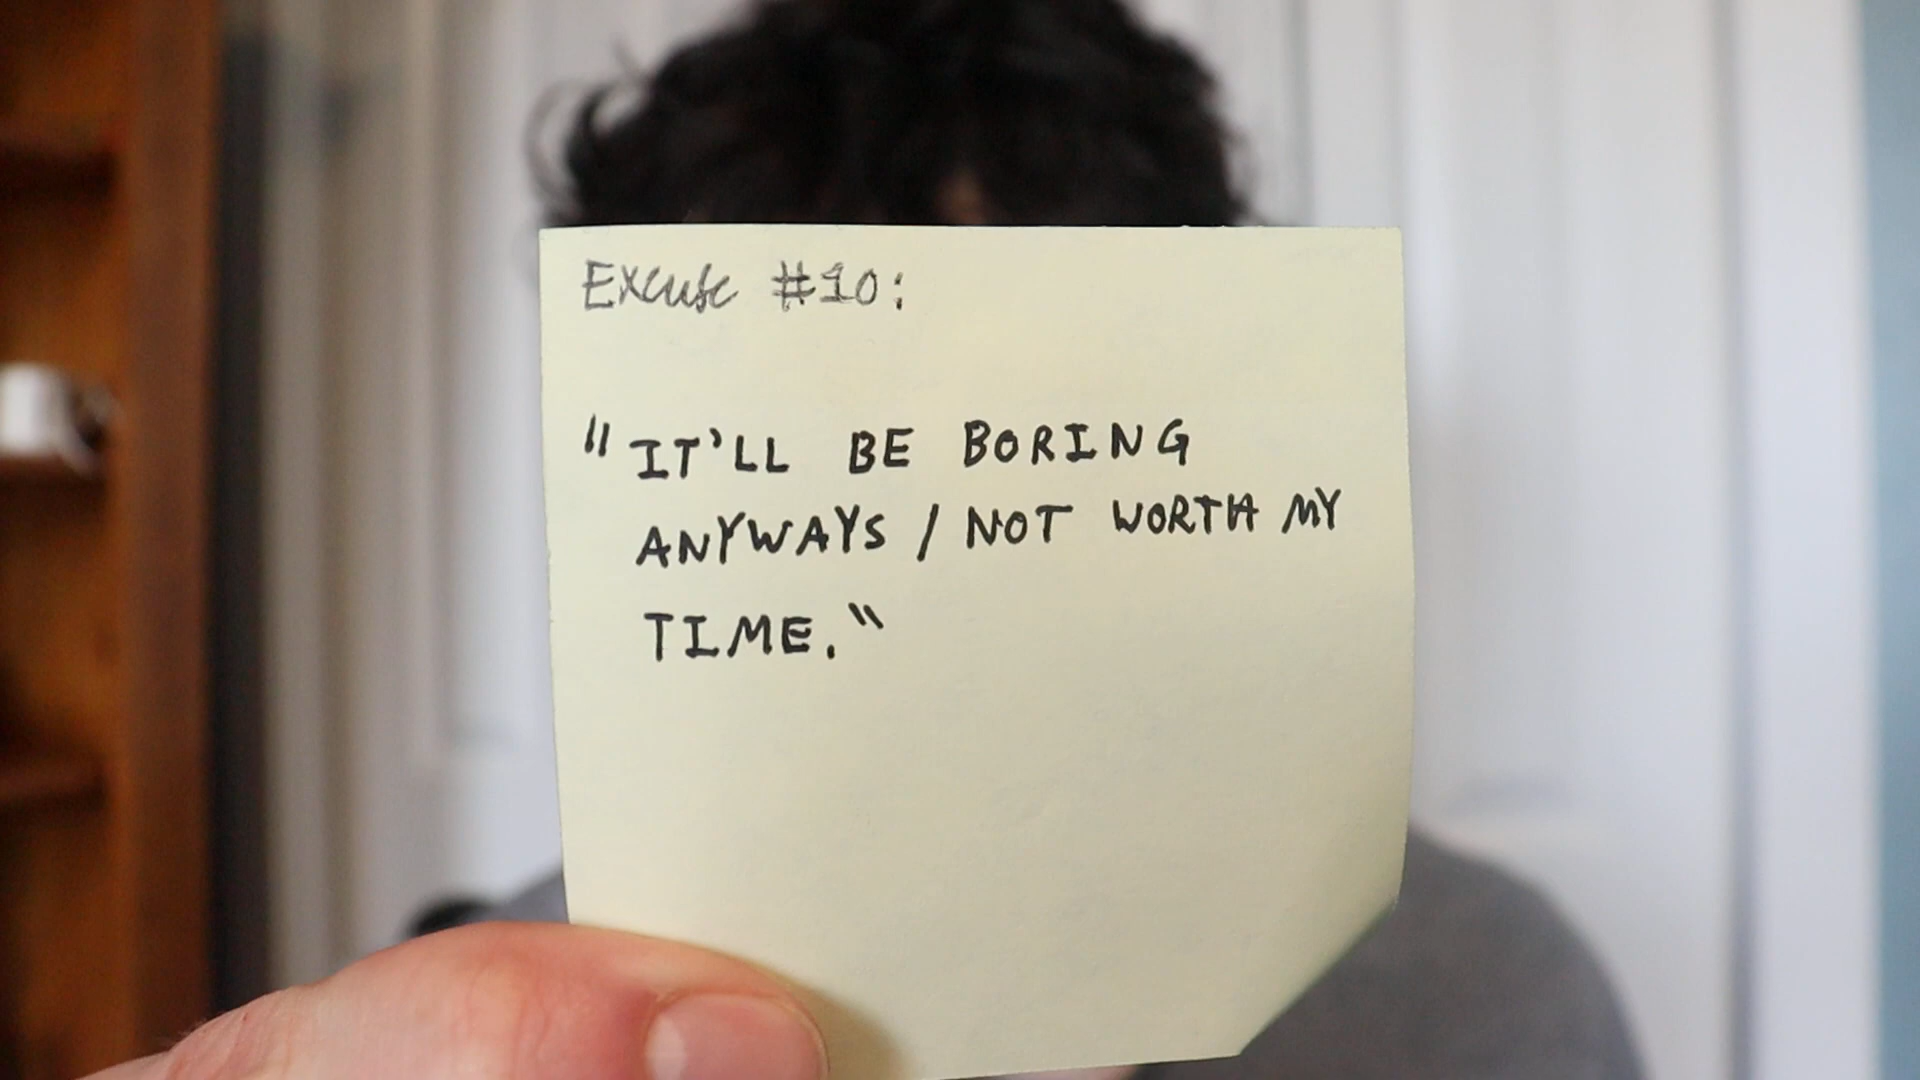 Excuse #10:
"IT'LL BE BORING
ANYWAYS / NOT WORTH MY
TIME."